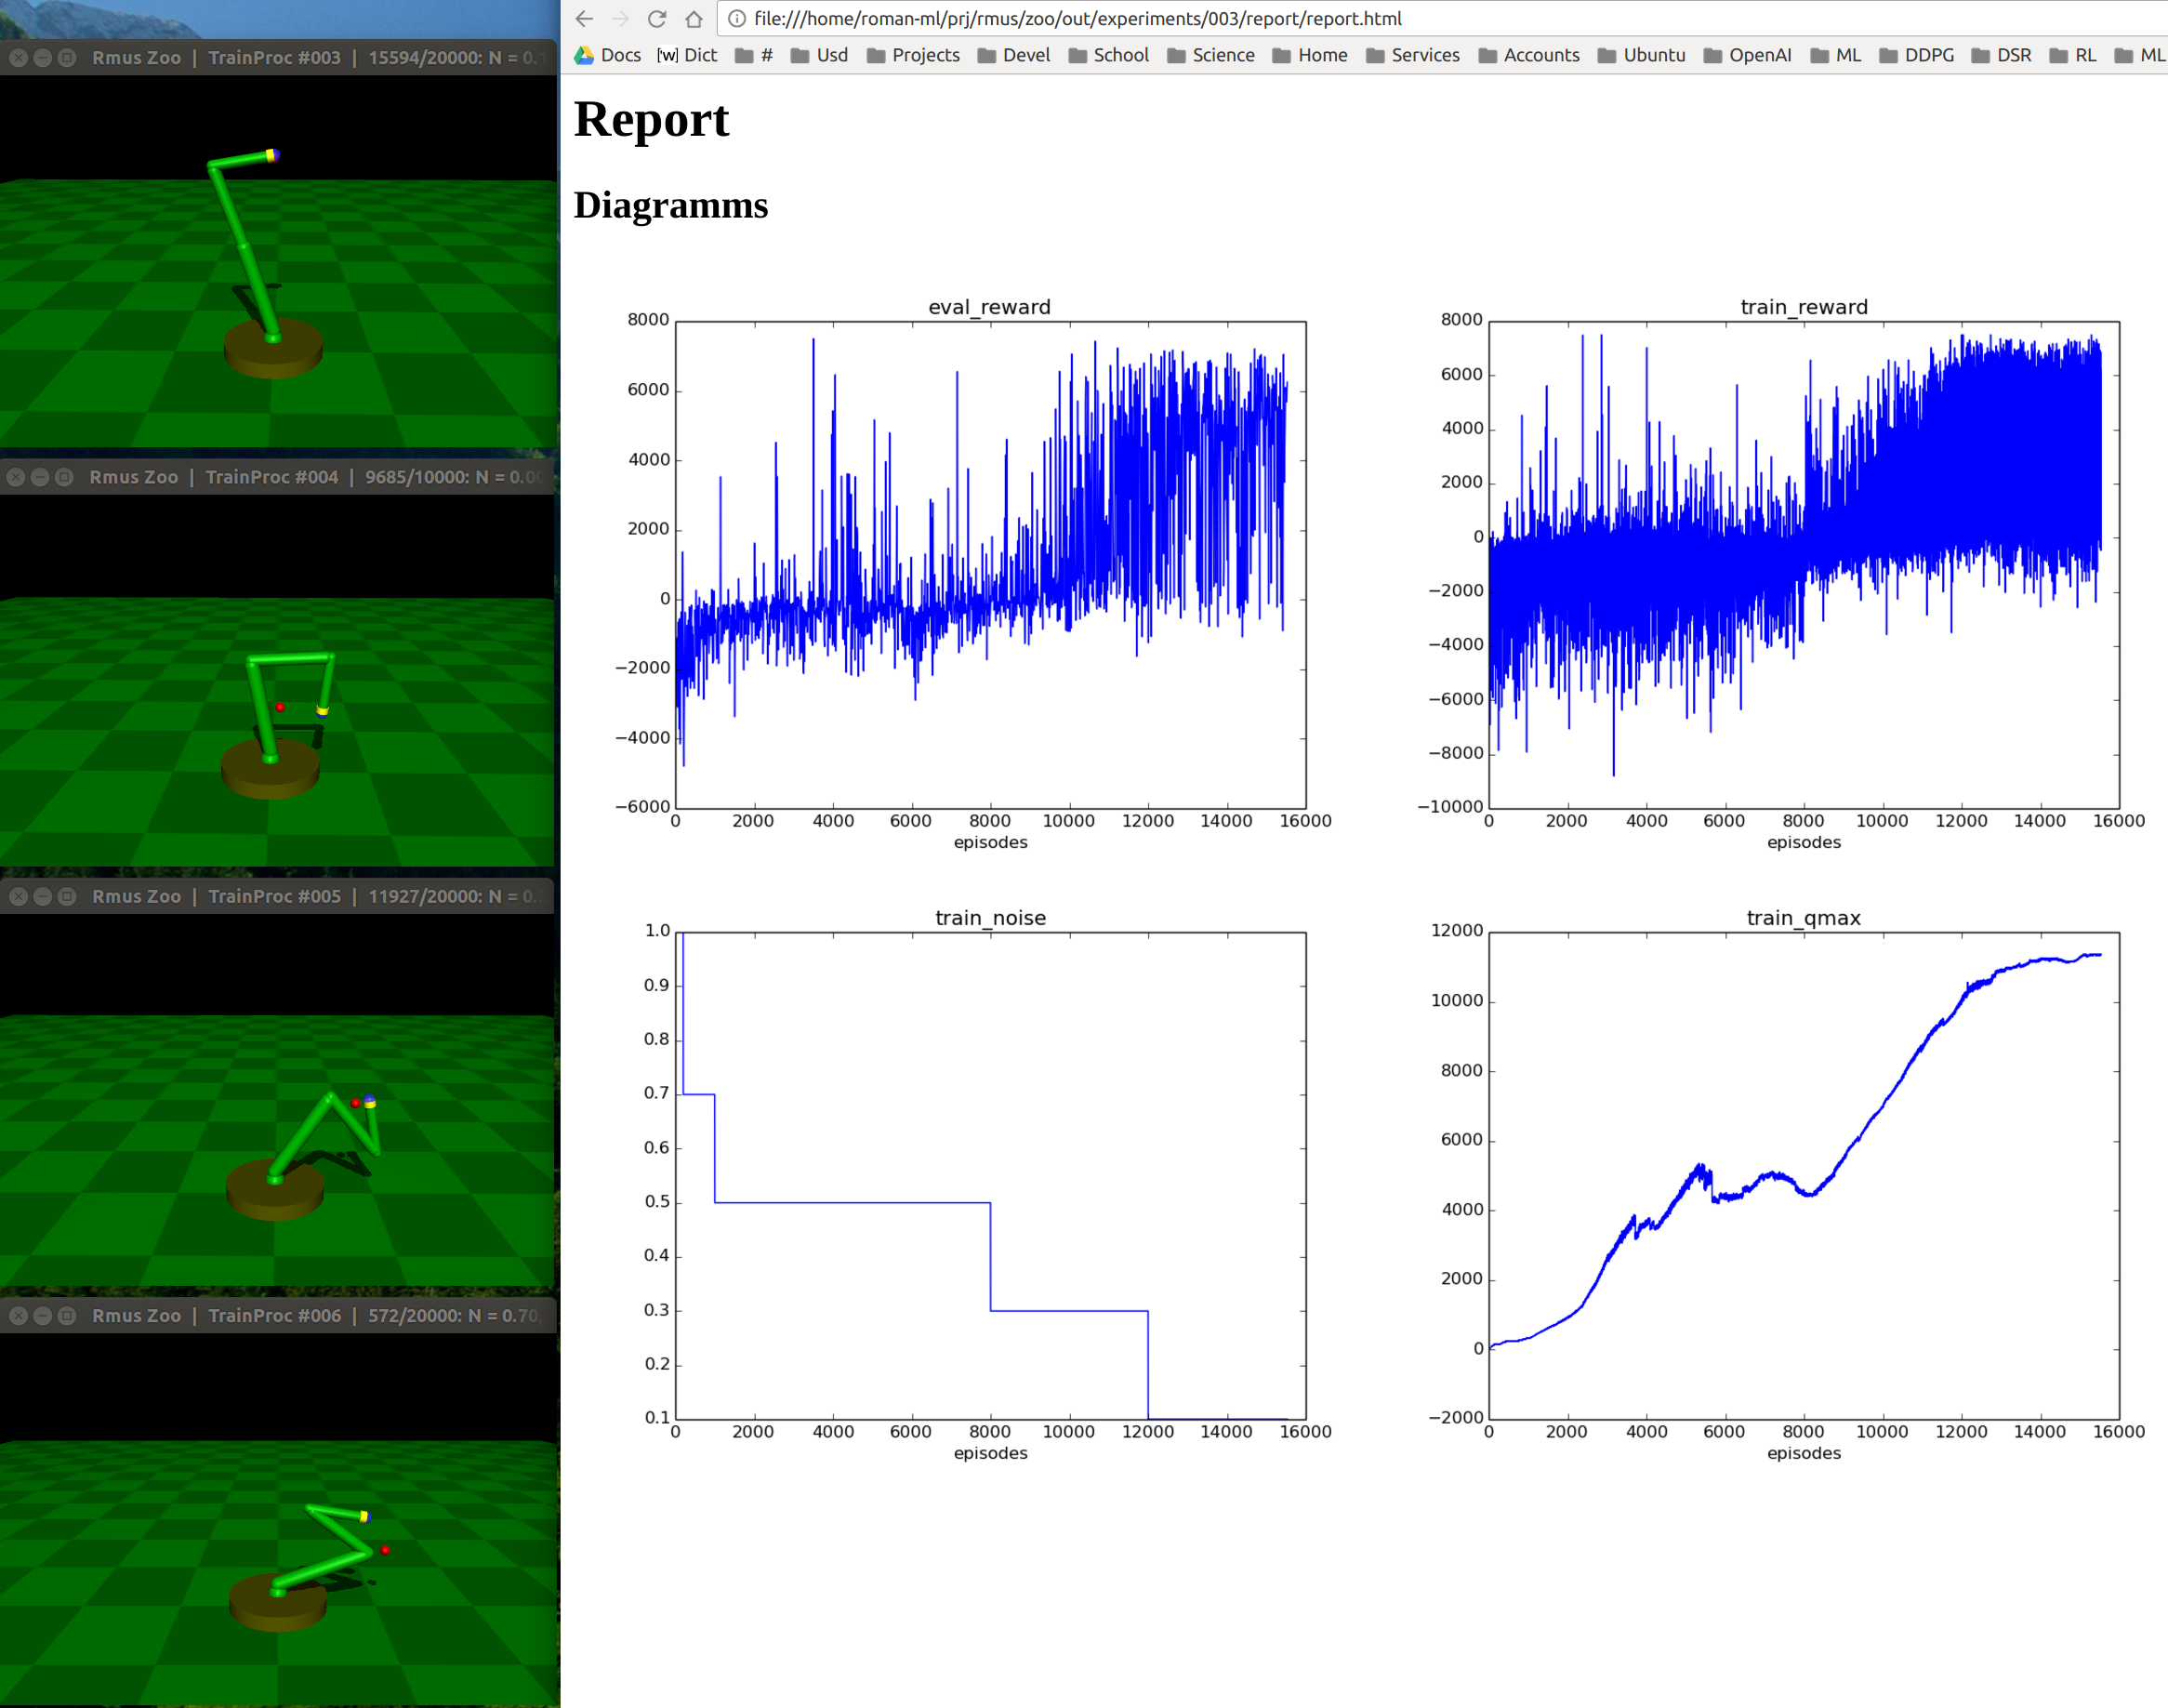 Rmus Zoo | TrainProc #003 | 15594/20000: N = 0.1
Rmus Zoo | TrainProc #004 | 9685/10000: N = 0.00
Rmus Zoo | TrainProc #005 | 11927/20000: N = 0.
Rmus Zoo | TrainProc #006 | 572/20000: N = 0.70,
file:///home/roman-ml/prj/rmus/zoo/out/experiments/003/report/report.html
Docs [w] Dict # Usd Projects Devel School Science Home Services Accounts Ubuntu OpenAI ML DDPG DSR RL ML
Report
Diagramms
eval_reward
8000
6000
4000
2000
0
−2000
−4000
−6000
0 2000 4000 6000 8000 10000 12000 14000 16000
episodes
train_reward
8000
6000
4000
2000
0
−2000
−4000
−6000
−8000
−10000
0 2000 4000 6000 8000 10000 12000 14000 16000
episodes
train_noise
1.0
0.9
0.8
0.7
0.6
0.5
0.4
0.3
0.2
0.1
0 2000 4000 6000 8000 10000 12000 14000 16000
episodes
train_qmax
12000
10000
8000
6000
4000
2000
0
−2000
0 2000 4000 6000 8000 10000 12000 14000 16000
episodes